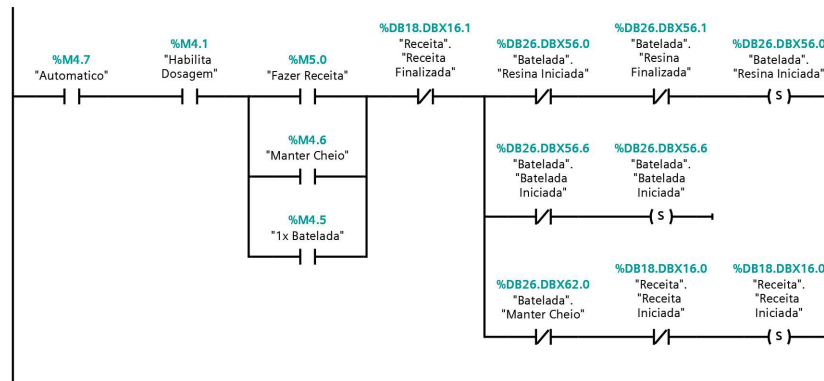 %M4.7
"Automatico"
%M4.1
"Habilita
Dosagem"
%M5.0
"Fazer Receita"
%DB18.DBX16.1
"Receita".
"Receita
Finalizada"
%DB26.DBX56.0
"Batelada".
"Resina Iniciada"
%DB26.DBX56.1
"Batelada".
"Resina
Finalizada"
%DB26.DBX56.0
"Batelada".
"Resina Iniciada"
S
%M4.6
"Manter Cheio"
%DB26.DBX56.6
"Batelada".
"Batelada
Iniciada"
%DB26.DBX56.6
"Batelada".
"Batelada
Iniciada"
S
%M4.5
"1x Batelada"
%DB26.DBX62.0
"Batelada".
"Manter Cheio"
%DB18.DBX16.0
"Receita".
"Receita
Iniciada"
%DB18.DBX16.0
"Receita".
"Receita
Iniciada"
S